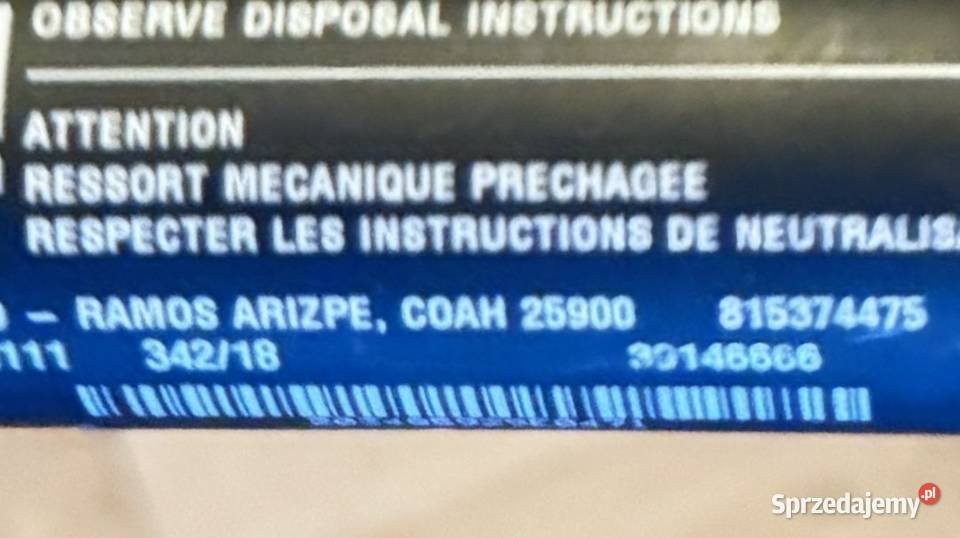 OBSERVE DISPOSAL INSTRUCTIONS
ATTENTION
RESSORT MECANIQUE PRECHAGEE
RESPECTER LES INSTRUCTIONS DE
– RAMOS ARIZPE, COAH 25900 815374475
342/18 30146666
Sprzedajemy.pl